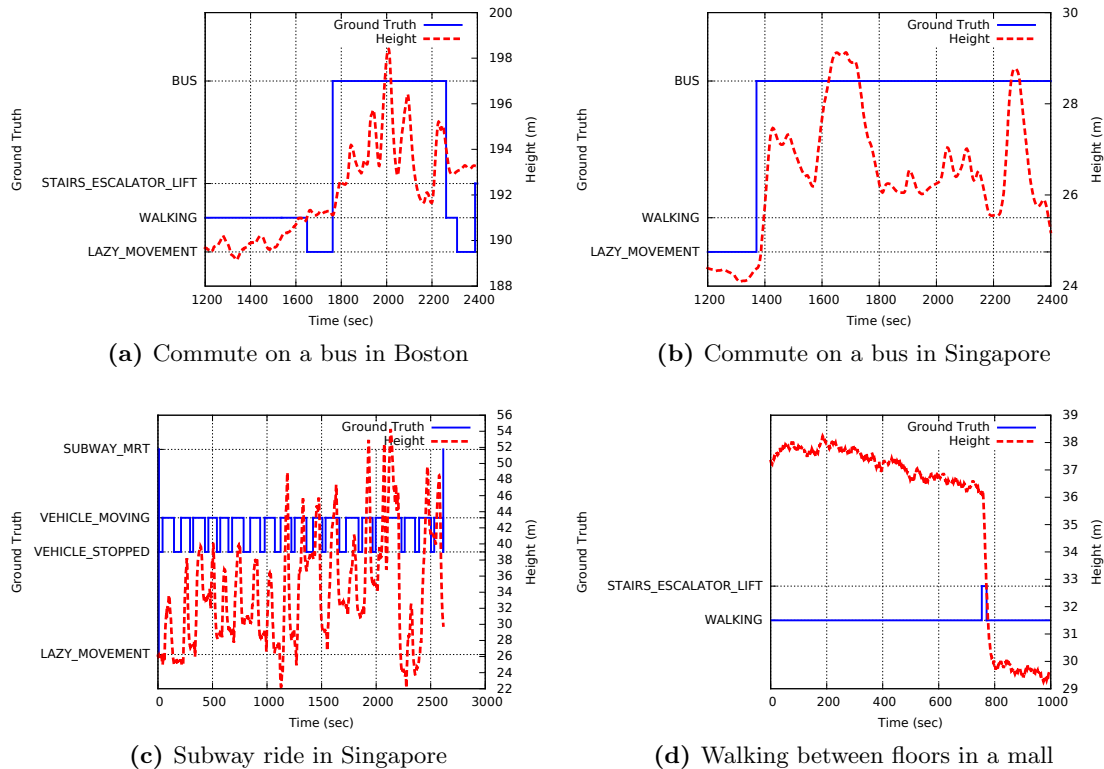 Ground Truth
Height
BUS
STAIRS_ESCALATOR_LIFT
WALKING
LAZY_MOVEMENT
Ground Truth
200
198
196
194
192
190
188
Height (m)
1200 1400 1600 1800 2000 2200 2400
Time (sec)
(a) Commute on a bus in Boston
Ground Truth
Height
BUS
WALKING
LAZY_MOVEMENT
Ground Truth
30
28
26
24
Height (m)
1200 1400 1600 1800 2000 2200 2400
Time (sec)
(b) Commute on a bus in Singapore
Ground Truth
Height
SUBWAY_MRT
VEHICLE_MOVING
VEHICLE_STOPPED
LAZY_MOVEMENT
Ground Truth
56
54
52
50
48
46
44
42
40
38
36
34
32
30
28
26
24
22
Height (m)
0 500 1000 1500 2000 2500 3000
Time (sec)
(c) Subway ride in Singapore
Ground Truth
Height
STAIRS_ESCALATOR_LIFT
WALKING
Ground Truth
39
38
37
36
35
34
33
32
31
30
29
Height (m)
0 200 400 600 800 1000
Time (sec)
(d) Walking between floors in a mall